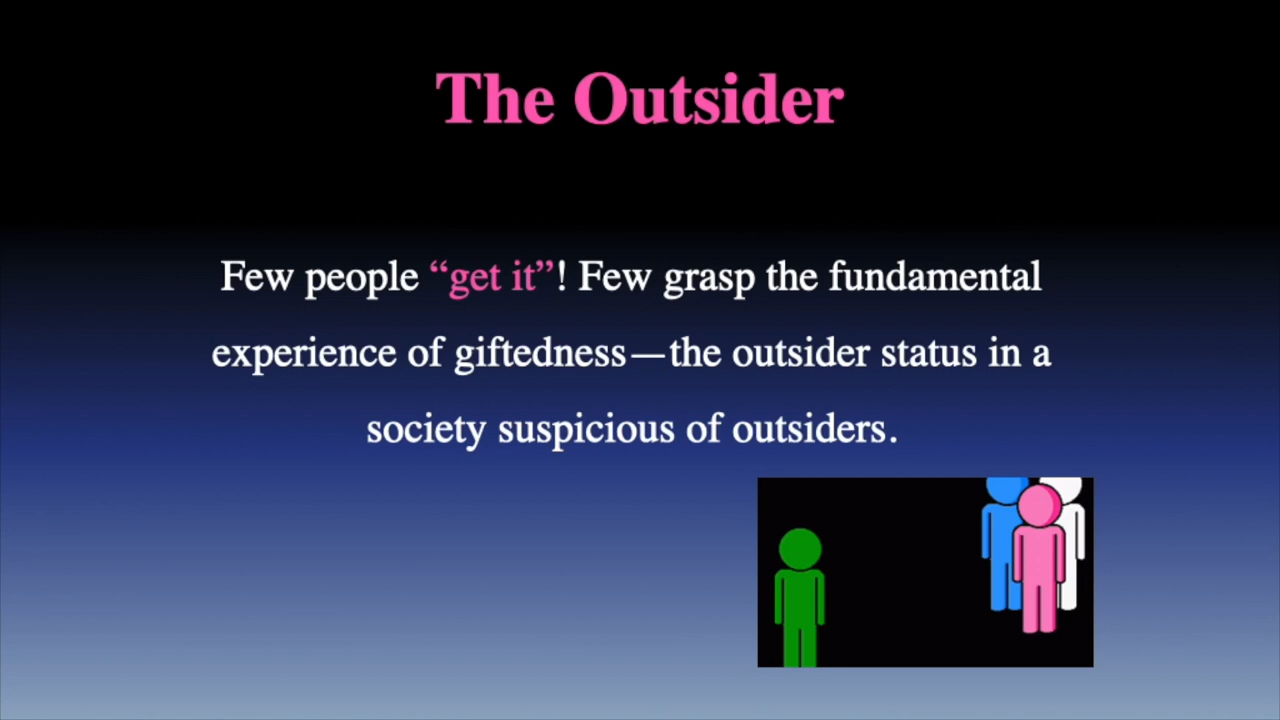 The Outsider
Few people “get it”! Few grasp the fundamental
experience of giftedness—the outsider status in a
society suspicious of outsiders.